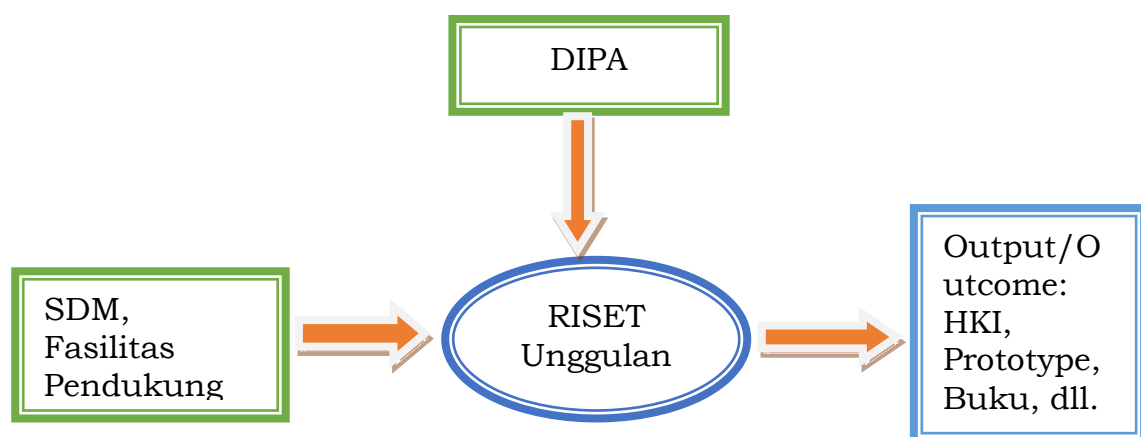 DIPA
SDM,
Fasilitas
Pendukung
RISET
Unggulan
Output/O
utcome:
HKI,
Prototype,
Buku, dll.